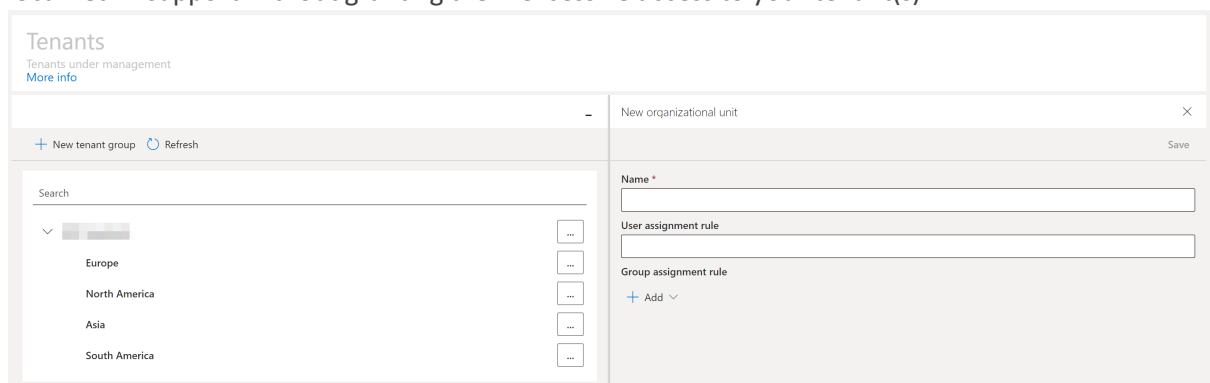 Tenants
Tenants under management
More info
New organizational unit
New tenant group
Refresh
Save
Search
Europe
...
North America
...
Asia
...
South America
...
...
Name *
User assignment rule
Group assignment rule
Add